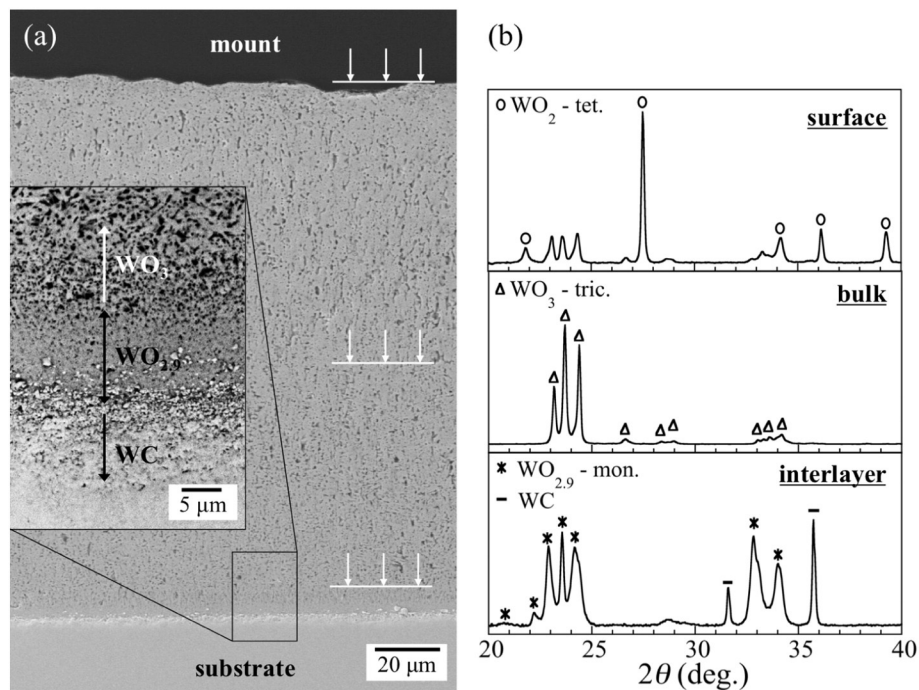 (a)
mount
WO3
WO2.9
WC
5 μm
20 μm
substrate
(b)
WO2 - tet.
surface
WO3 - tric.
bulk
WO2.9 - mon.
interlayer
WC
20 25 30 35 40
2θ (deg.)